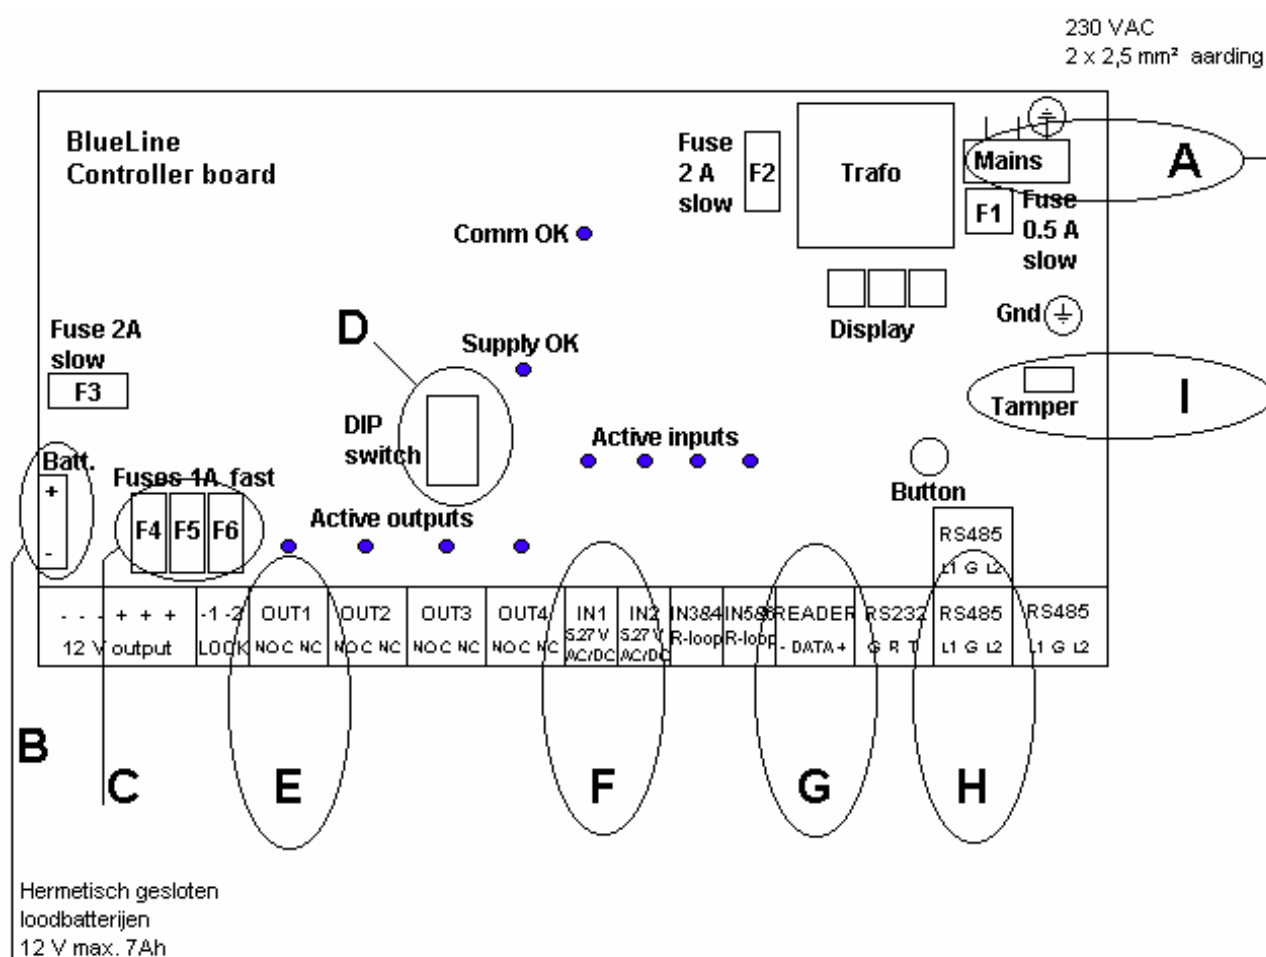 230 VAC
2 x 2,5 mm² aarding
BlueLine
Controller board
Fuse
2 A
slow
F2
Trafo
Mains
A
F1
Fuse
0.5 A
slow
Comm OK
Display
Gnd
Fuse 2A
slow
F3
D
Supply OK
DIP
switch
Tamper
I
Active inputs
Button
Batt.
+
-
Fuses 1A fast
F4 F5 F6
Active outputs
RS485
L1 G L2
- - - + + + -1 -2 OUT1 OUT2 OUT3 OUT4 IN1 IN2 IN3&4 IN5&6 READER RS232 RS485 RS485
5.27 V 5.27 V R-loop R-loop
12 V output LOCK NO C NC NO C NC NO C NC NO C NC AC/DC AC/DC - DATA + G R T L1 G L2 L1 G L2
B
C
E
F
G
H
Hermetisch gesloten
loodbatterijen
12 V max. 7Ah